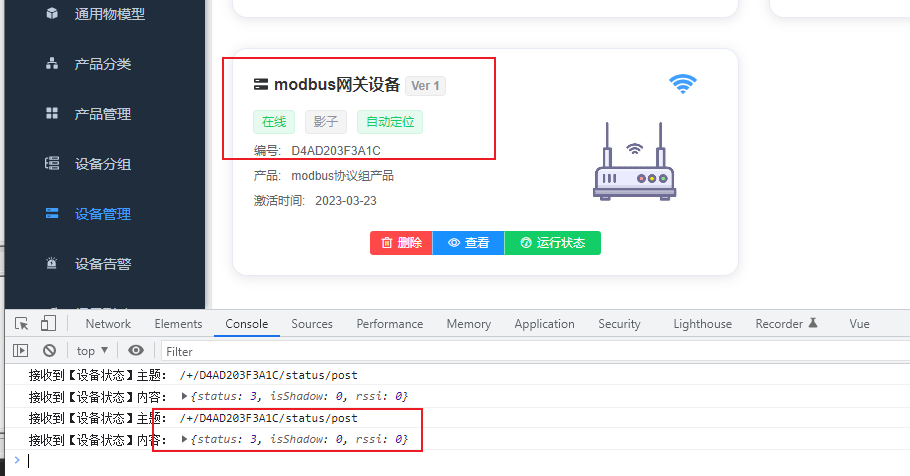 通用物模型
产品分类
产品管理
设备分组
设备管理
设备告警
modbus网关设备 Ver 1
在线 影子 自动定位
编号: D4AD203F3A1C
产品: modbus协议组产品
激活时间: 2023-03-23
删除 查看 运行状态
Network Elements Console Sources Performance Memory Application Security Lighthouse Recorder Vue
top Filter
接收到【设备状态】主题: /+/D4AD203F3A1C/status/post
接收到【设备状态】内容: {status: 3, isShadow: 0, rssi: 0}
接收到【设备状态】主题: /+/D4AD203F3A1C/status/post
接收到【设备状态】内容: {status: 3, isShadow: 0, rssi: 0}